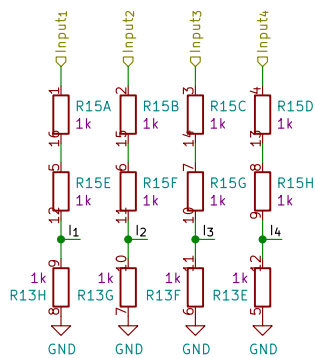 Input1 Input2 Input3 Input4
1 2 3 4
R15A R15B R15C R15D
1k 1k 1k 1k
16 15 14 13
5 6 7 8
R15E R15F R15G R15H
1k 1k 1k 1k
12 11 10 9
I1 I2 I3 I4
9 10 11 12
1k 1k 1k 1k
R13H R13G R13F R13E
8 7 6 5
GND GND GND GND